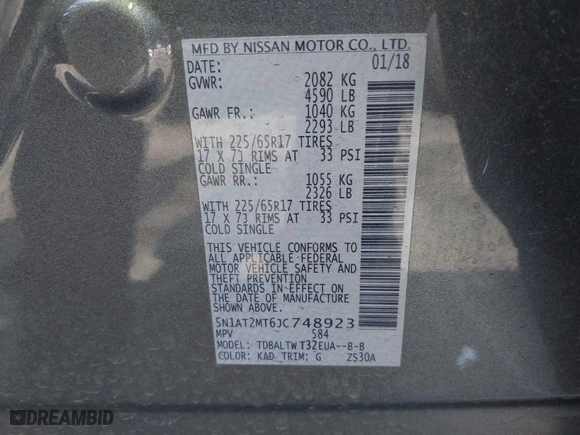 MFD BY NISSAN MOTOR CO., LTD.
DATE: 01/18
GVWR: 2082 KG
4590 LB
GAWR FR.: 1040 KG
2293 LB
WITH 225/65R17 TIRES
17 X 7J RIMS AT 33 PSI
COLD SINGLE
GAWR RR.: 1055 KG
2326 LB
WITH 225/65R17 TIRES
17 X 7J RIMS AT 33 PSI
COLD SINGLE
THIS VEHICLE CONFORMS TO
ALL APPLICABLE FEDERAL
MOTOR VEHICLE SAFETY AND
THEFT PREVENTION
STANDARDS IN EFFECT ON
THE DATE OF MANUFACTURE
SHOWN ABOVE.
5N1AT2MT6JC748923
MPV 584
MODEL: TDBALTWT32EUA--B-B
COLOR: KAD TRIM: G ZS30A
DREAMBID